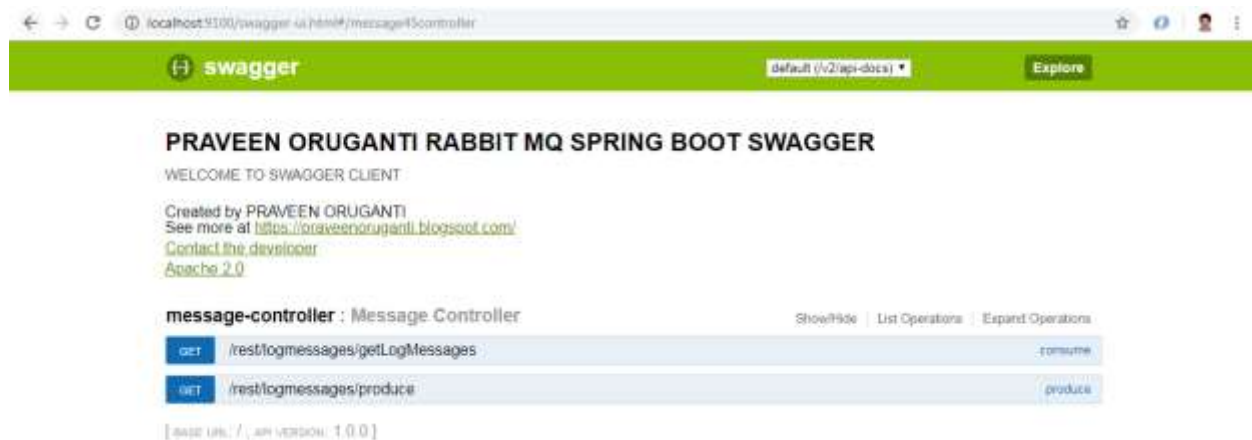 localhost:9100/swagger-ui.html#/message45controller
swagger
default (/v2/api-docs)
Explore
PRAVEEN ORUGANTI RABBIT MQ SPRING BOOT SWAGGER
WELCOME TO SWAGGER CLIENT
Created by PRAVEEN ORUGANTI
See more at https://praveenoruganti.blogspot.com/
Contact the developer
Apache 2.0
message-controller : Message Controller
Show/Hide List Operations Expand Operations
GET /rest/logmessages/getLogMessages consume
GET /rest/logmessages/produce produce
[ BASE URL: / , API VERSION: 1.0.0 ]